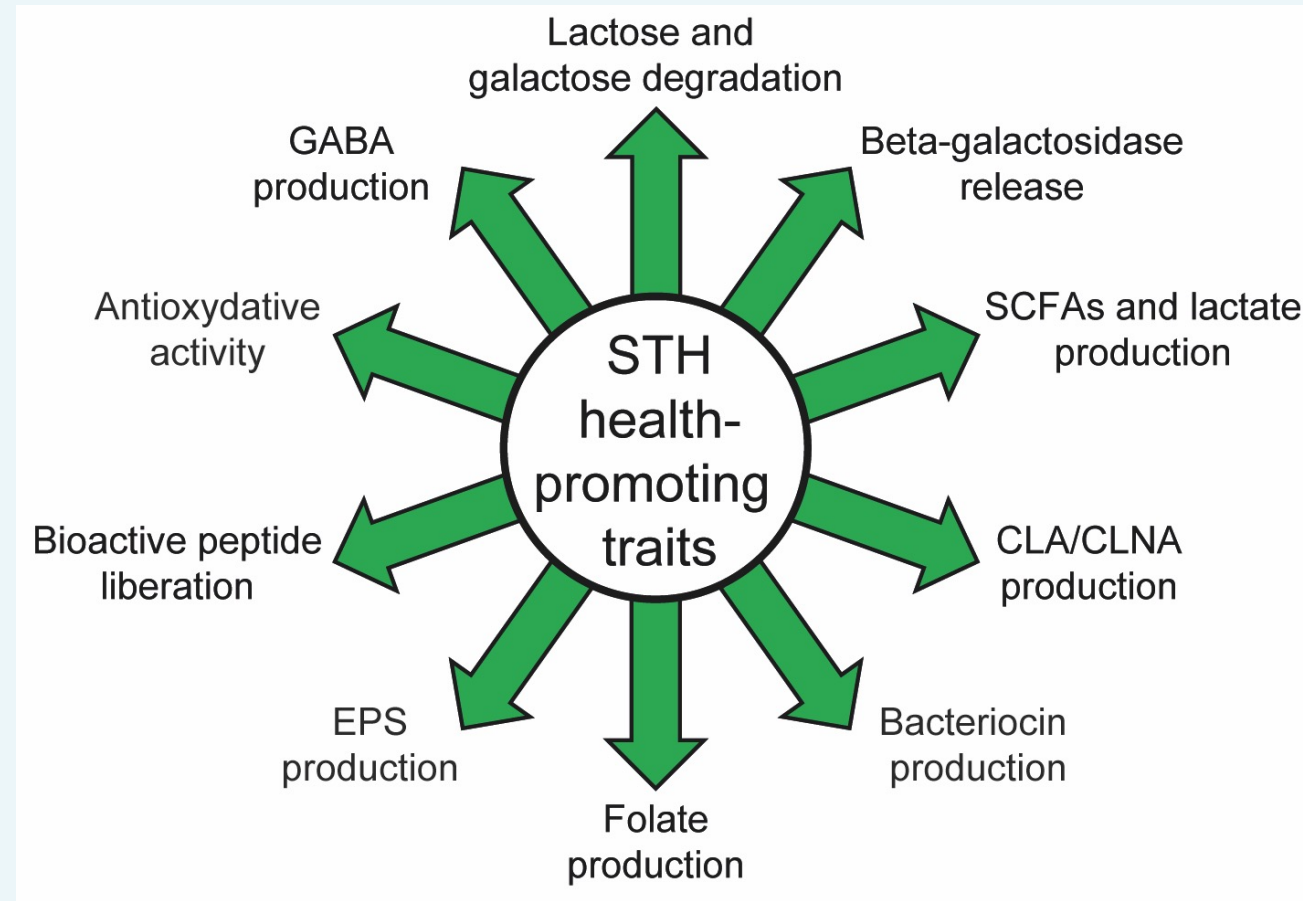 Lactose and
galactose degradation
GABA
production
Beta-galactosidase
release
Antioxydative
activity
SCFAs and lactate
production
STH
health-
promoting
traits
Bioactive peptide
liberation
CLA/CLNA
production
EPS
production
Bacteriocin
production
Folate
production